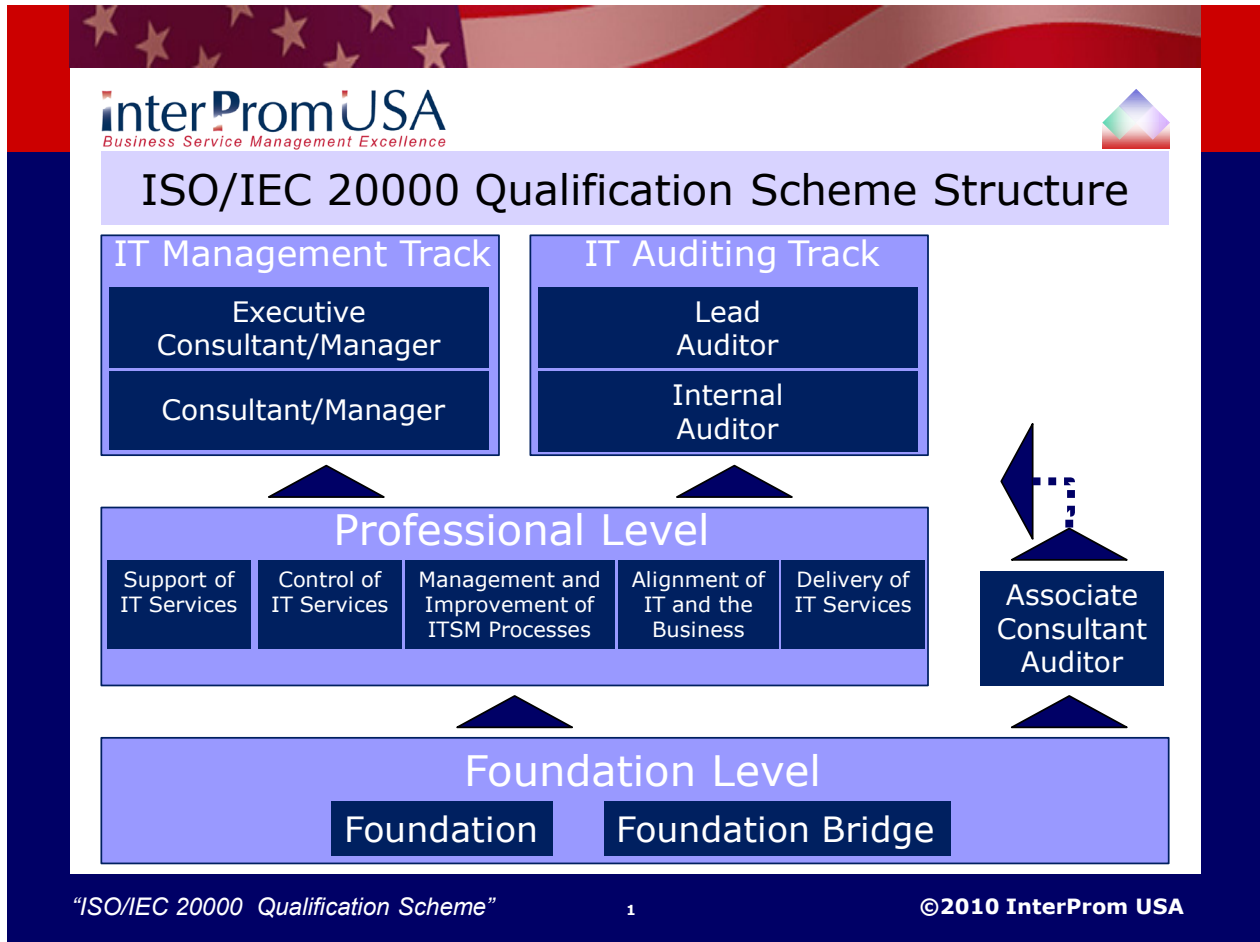 interPromUSA
Business Service Management Excellence
ISO/IEC 20000 Qualification Scheme Structure
IT Management Track
Executive
Consultant/Manager
Consultant/Manager
IT Auditing Track
Lead
Auditor
Internal
Auditor
Professional Level
Support of
IT Services
Control of
IT Services
Management and
Improvement of
ITSM Processes
Alignment of
IT and the
Business
Delivery of
IT Services
Associate
Consultant
Auditor
Foundation Level
Foundation
Foundation Bridge
“ISO/IEC 20000 Qualification Scheme”
1
©2010 InterProm USA